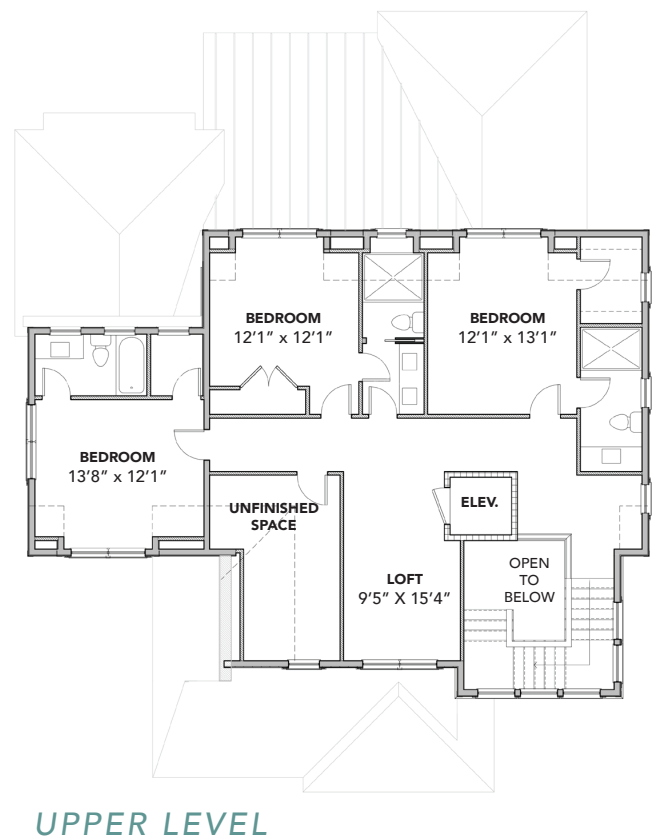 BEDROOM
12'1" x 12'1"
BEDROOM
12'1" x 13'1"
BEDROOM
13'8" x 12'1"
UNFINISHED
SPACE
ELEV.
OPEN
TO
BELOW
LOFT
9'5" X 15'4"
UPPER LEVEL